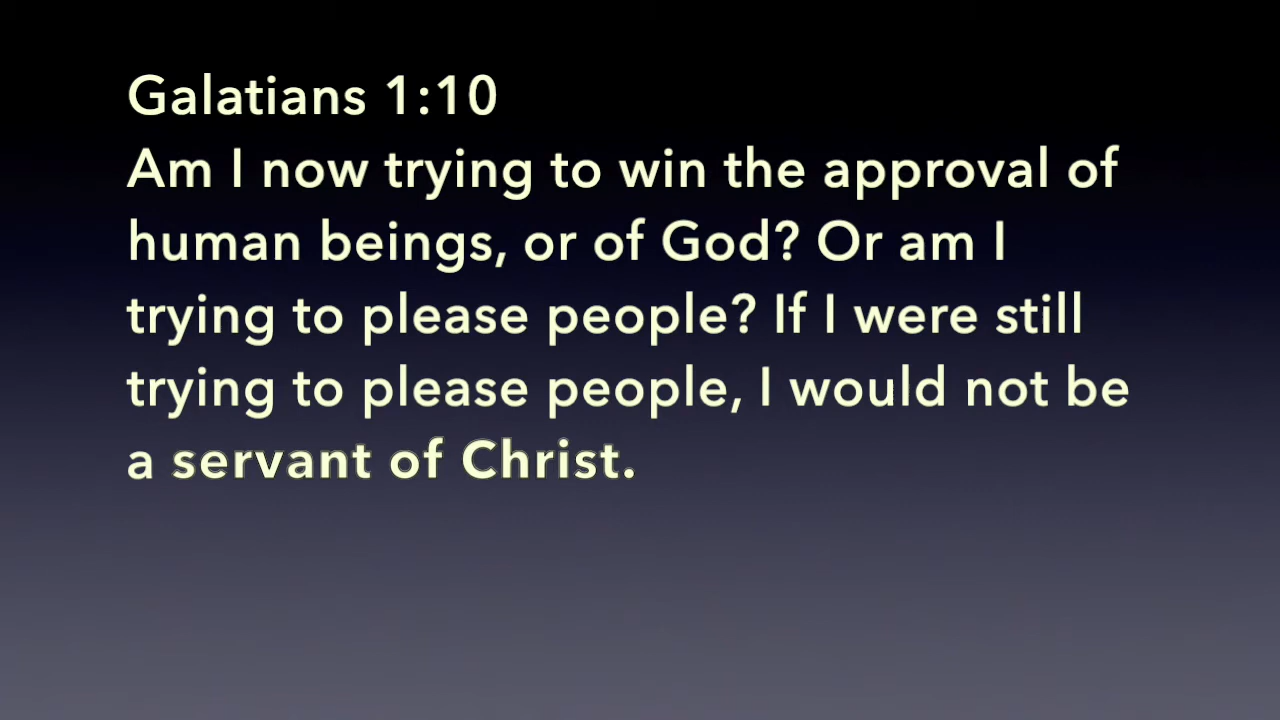 Galatians 1:10
Am I now trying to win the approval of
human beings, or of God? Or am I
trying to please people? If I were still
trying to please people, I would not be
a servant of Christ.